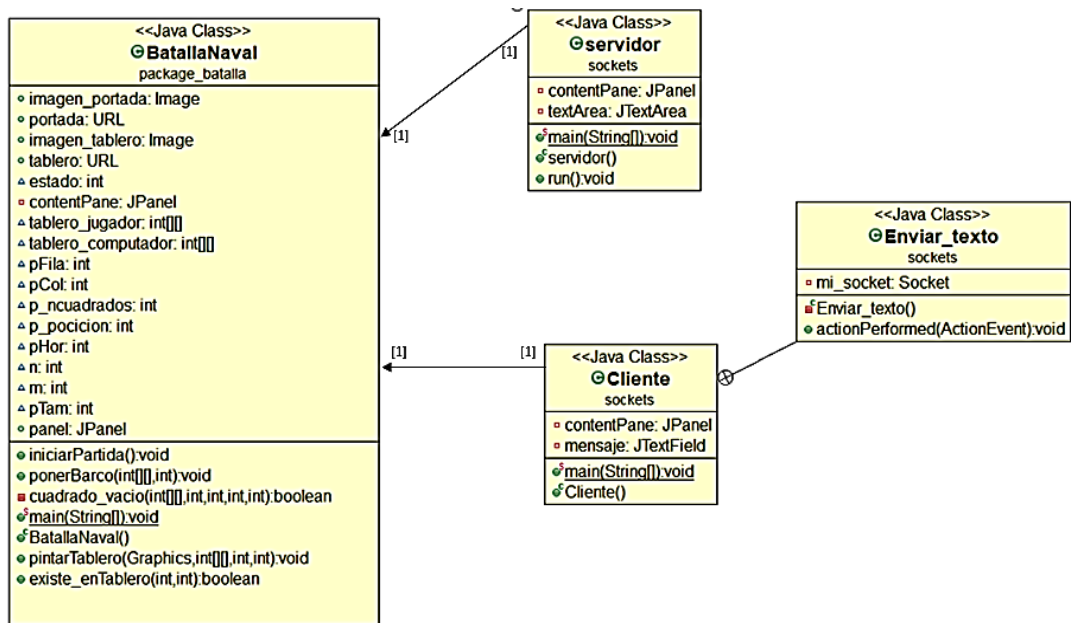 <<Java Class>>
BatallaNaval
package_batalla
imagen_portada: Image
portada: URL
imagen_tablero: Image
tablero: URL
estado: int
contentPane: JPanel
tablero_jugador: int[][]
tablero_computador: int[][]
pFila: int
pCol: int
p_ncuadrados: int
p_pocicion: int
pHor: int
n: int
m: int
pTam: int
panel: JPanel
iniciarPartida():void
ponerBarco(int[][],int):void
cuadrado_vacio(int[][],int,int,int,int):boolean
main(String[]):void
BatallaNaval()
pintarTablero(Graphics,int[][],int,int):void
existe_enTablero(int,int):boolean
[1]
[1]
<<Java Class>>
servidor
sockets
contentPane: JPanel
textArea: JTextArea
main(String[]):void
servidor()
run():void
[1]
[1]
<<Java Class>>
Cliente
sockets
contentPane: JPanel
mensaje: JTextField
main(String[]):void
Cliente()
<<Java Class>>
Enviar_texto
sockets
mi_socket: Socket
Enviar_texto()
actionPerformed(ActionEvent):void